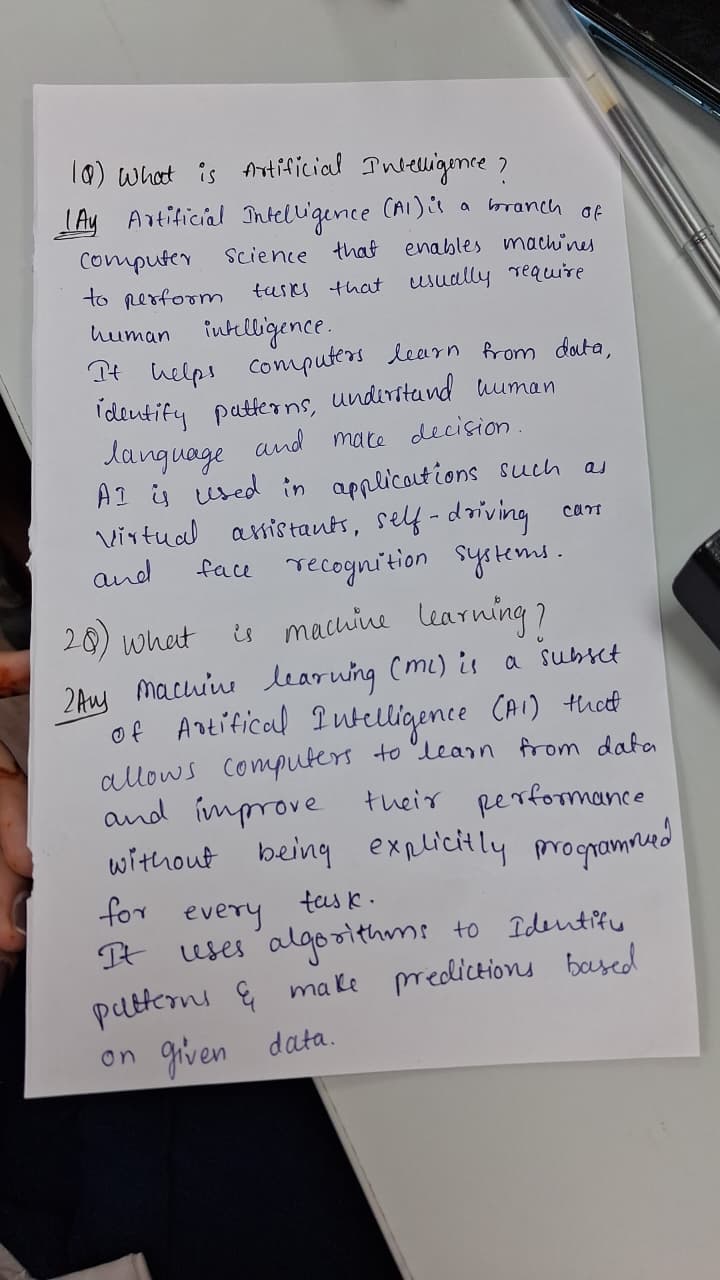 1Q) What is Artificial Intelligence ?
1Ans Artificial Intelligence (AI) is a branch of
computer science that enables machines
to perform tasks that usually require
human intelligence.
It helps computers learn from data,
identify patterns, understand human
language and make decision.
AI is used in applications such as
Virtual assistants, self-driving cars
and face recognition systems.
2Q) What is machine learning?
2Ans Machine learning (ML) is a subset
of Artifical Intelligence (AI) that
allows computers to learn from data
and improve their performance
without being explicitly programmed
for every task.
It uses algorithms to Identify
patterns & make predictions based
on given data.